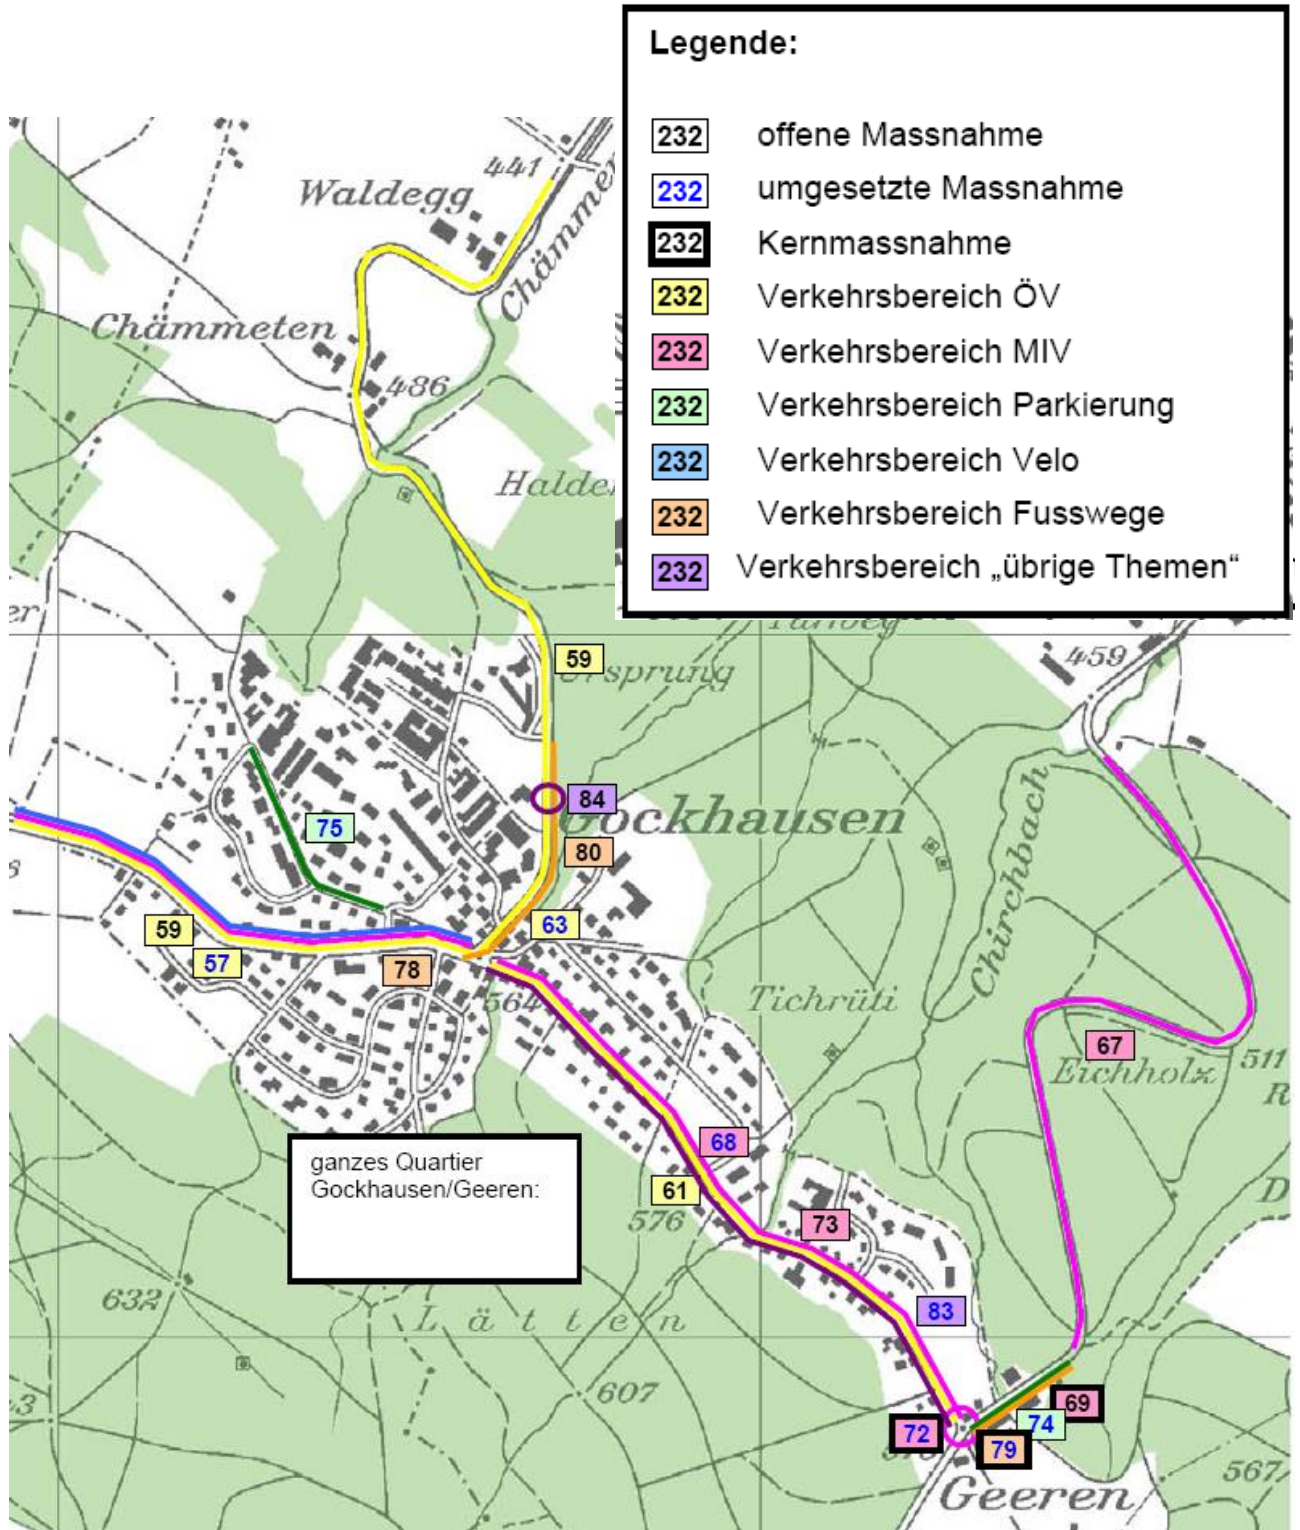 Legende:
232 offene Massnahme
232 umgesetzte Massnahme
232 Kernmassnahme
232 Verkehrsbereich ÖV
232 Verkehrsbereich MIV
232 Verkehrsbereich Parkierung
232 Verkehrsbereich Velo
232 Verkehrsbereich Fusswege
232 Verkehrsbereich „übrige Themen“
441
Waldegg
Chämmeten
486
59
459
84
75
Gockhausen
80
Chirchbach
63
59
57
78
564
Tichrüti
67
Eichholz
511
68
ganzes Quartier
Gockhausen/Geeren:
61
576
73
632
83
Lätten
607
69
72
74
79
567
Geeren